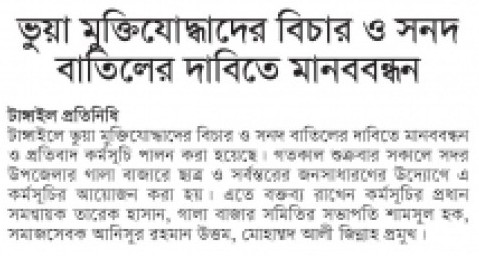 ভুয়া মুক্তিযোদ্ধাদের বিচার ও সনদ
বাতিলের দাবিতে মানববন্ধন
টাঙ্গাইল প্রতিনিধি
টাঙ্গাইলে ভুয়া মুক্তিযোদ্ধাদের বিচার ও সনদ বাতিলের দাবিতে মানববন্ধন
ও প্রতিবাদ কর্মসূচি পালন করা হয়েছে। গতকাল শুক্রবার সকালে সদর
উপজেলার গালা বাজারে ছাত্র ও সর্বস্তরের জনসাধারণের উদ্যোগে এ
কর্মসূচির আয়োজন করা হয়। এতে বক্তব্য রাখেন কর্মসূচির প্রধান
সমন্বায়ক তারেক হাসান, গালা বাজার সমিতির সভাপতি শামসুল হক,
সমাজসেবক আনিসুর রহমান উত্তম, মোহাম্মদ আলী জিন্নাহ প্রমুখ।